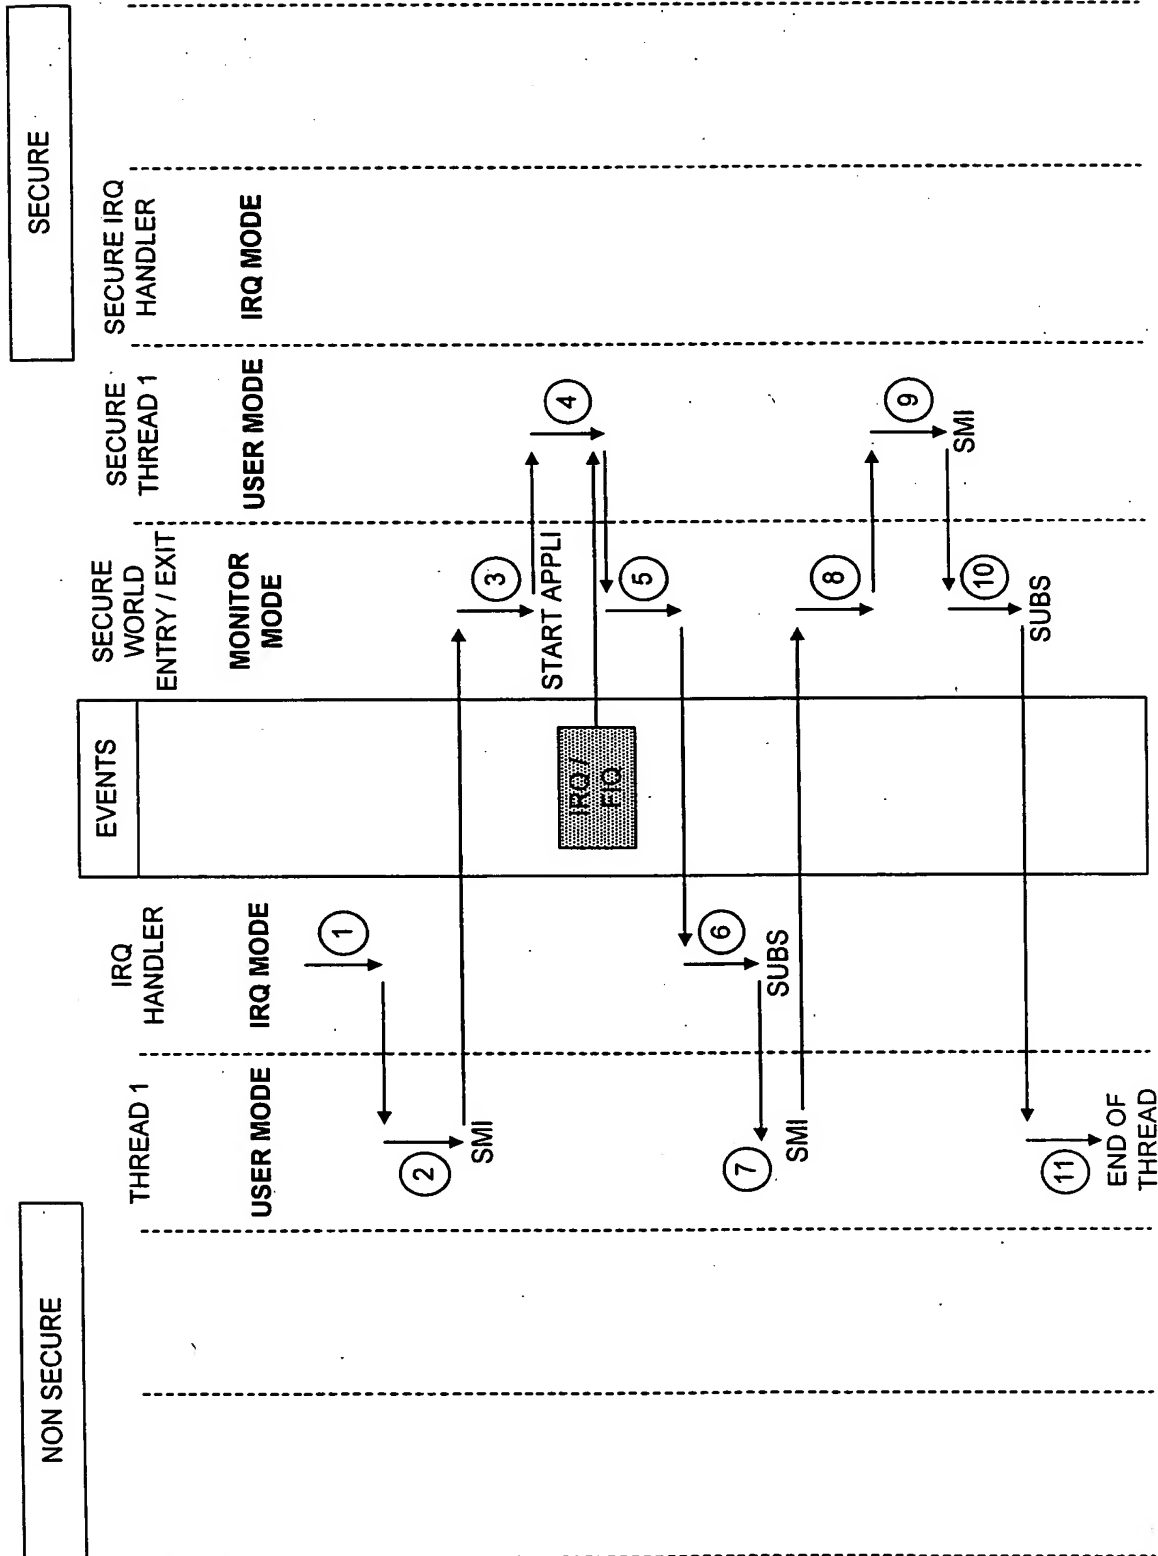 NON SECURE
SECURE
THREAD 1
IRQ
HANDLER
EVENTS
SECURE
WORLD
ENTRY / EXIT
SECURE
THREAD 1
SECURE IRQ
HANDLER
USER MODE
IRQ MODE
MONITOR
MODE
USER MODE
IRQ MODE
1
2
SMI
3
START APPLI
4
IRQ /
FIQ
5
6
SUBS
7
SMI
8
9
SMI
10
SUBS
11
END OF
THREAD